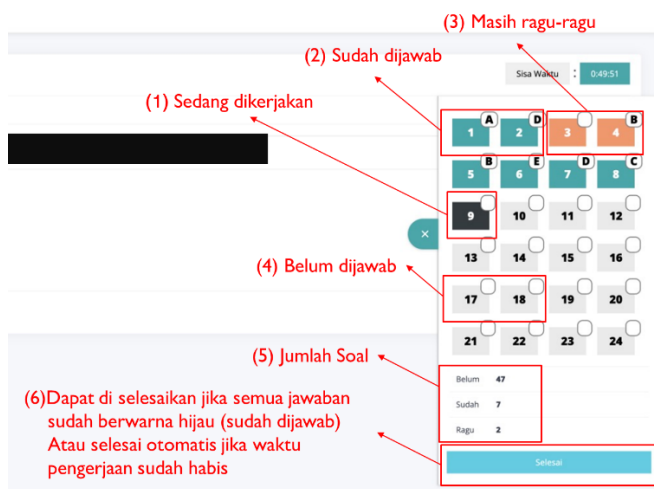 (3) Masih ragu-ragu
(2) Sudah dijawab
Sisa Waktu : 0:49:51
(1) Sedang dikerjakan
A D B
1 2 3 4
B E D C
5 6 7 8
9 10 11 12
×
13 14 15 16
(4) Belum dijawab
17 18 19 20
21 22 23 24
(5) Jumlah Soal
Belum 47
Sudah 7
Ragu 2
(6)Dapat di selesaikan jika semua jawaban
sudah berwarna hijau (sudah dijawab)
Atau selesai otomatis jika waktu
pengerjaan sudah habis
Selesai